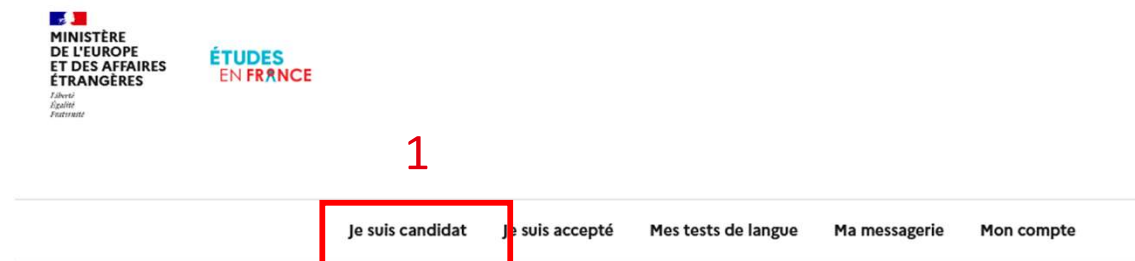 MINISTÈRE
DE L'EUROPE
ET DES AFFAIRES
ÉTRANGÈRES
Liberté
Égalité
Fraternité
ÉTUDES
EN FRANCE
1
Je suis candidat Je suis accepté Mes tests de langue Ma messagerie Mon compte